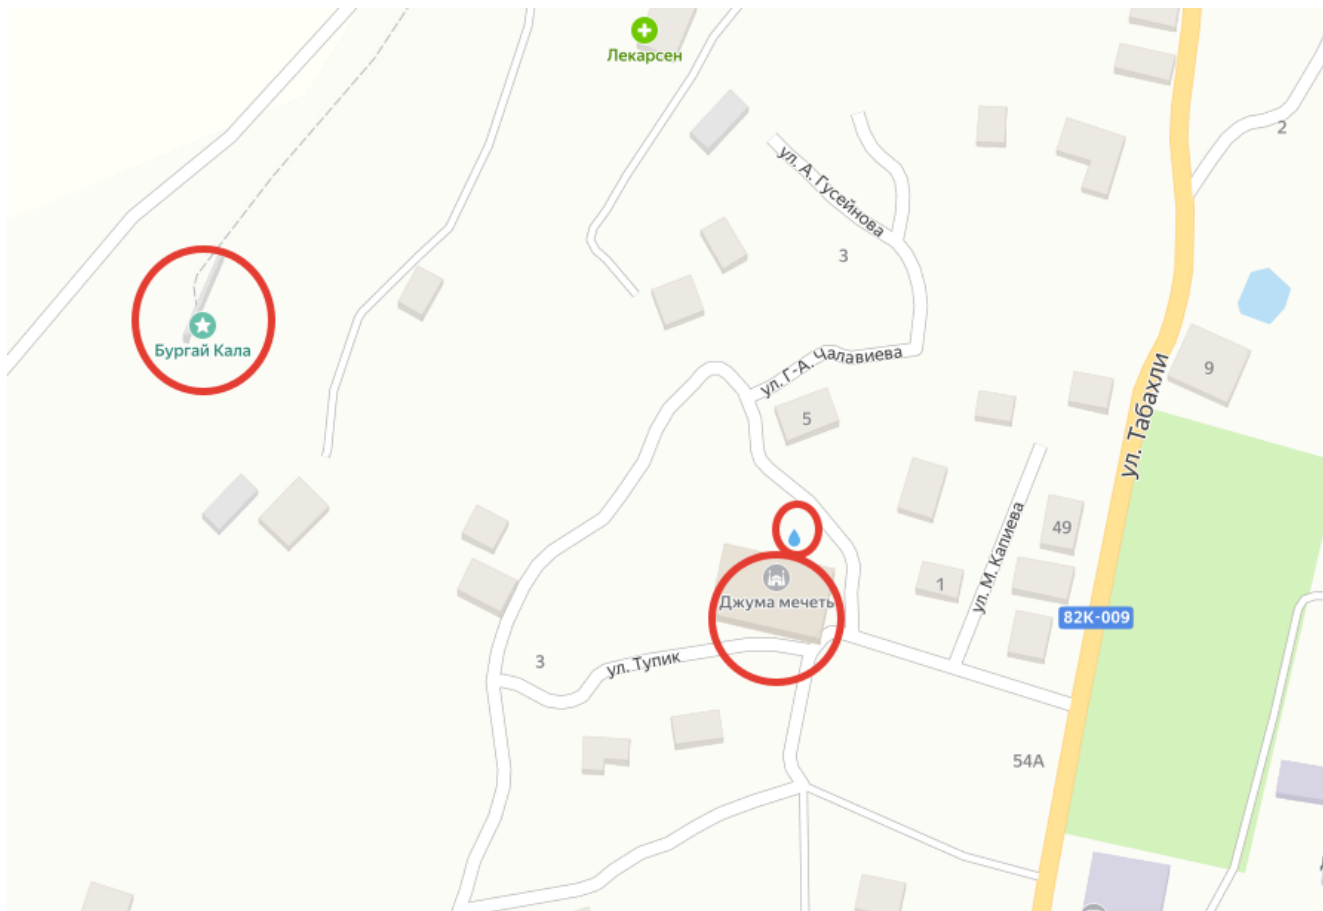 Лекарсен
2
ул. А. Гусейнова
3
Бургай Кала
ул. Г-А. Чалавиева
ул. Табахли
9
5
49
ул. М. Капиева
1
Джума мечеть
82К-009
3
ул. Тупик
54А